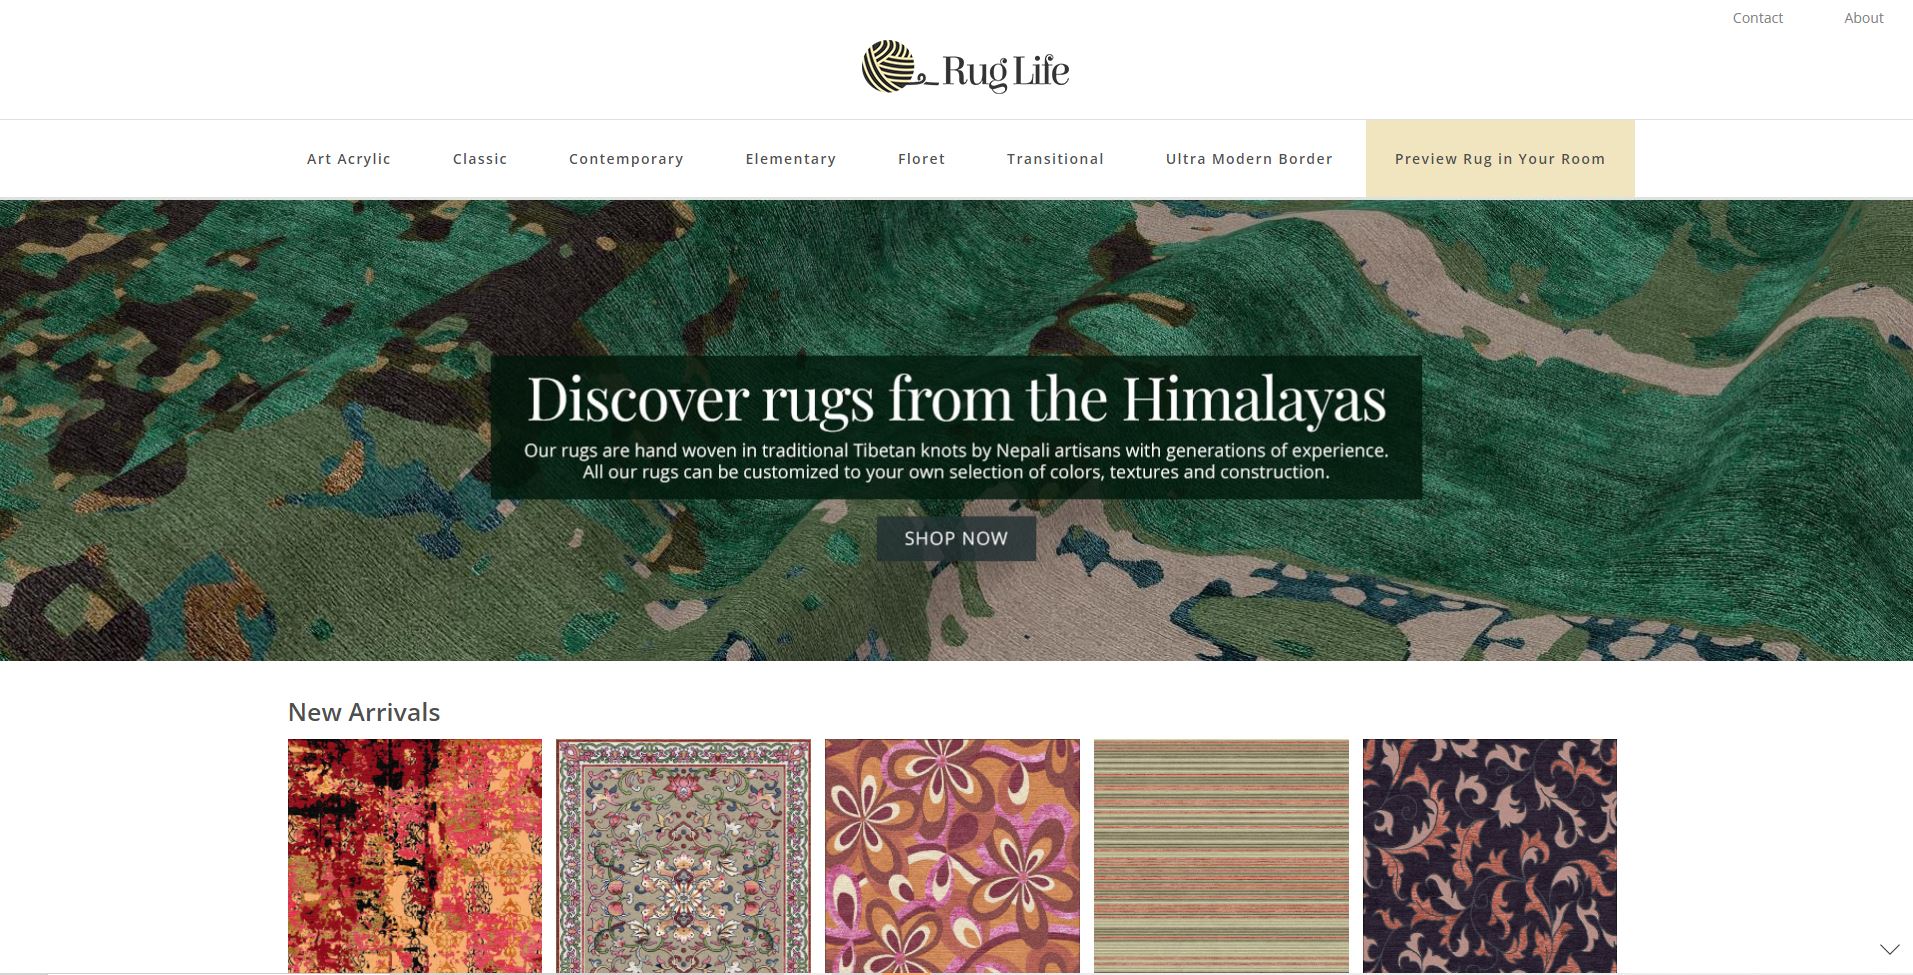 Contact About
Rug Life
Art Acrylic Classic Contemporary Elementary Floret Transitional Ultra Modern Border Preview Rug in Your Room
Discover rugs from the Himalayas
Our rugs are hand woven in traditional Tibetan knots by Nepali artisans with generations of experience.
All our rugs can be customized to your own selection of colors, textures and construction.
SHOP NOW
New Arrivals